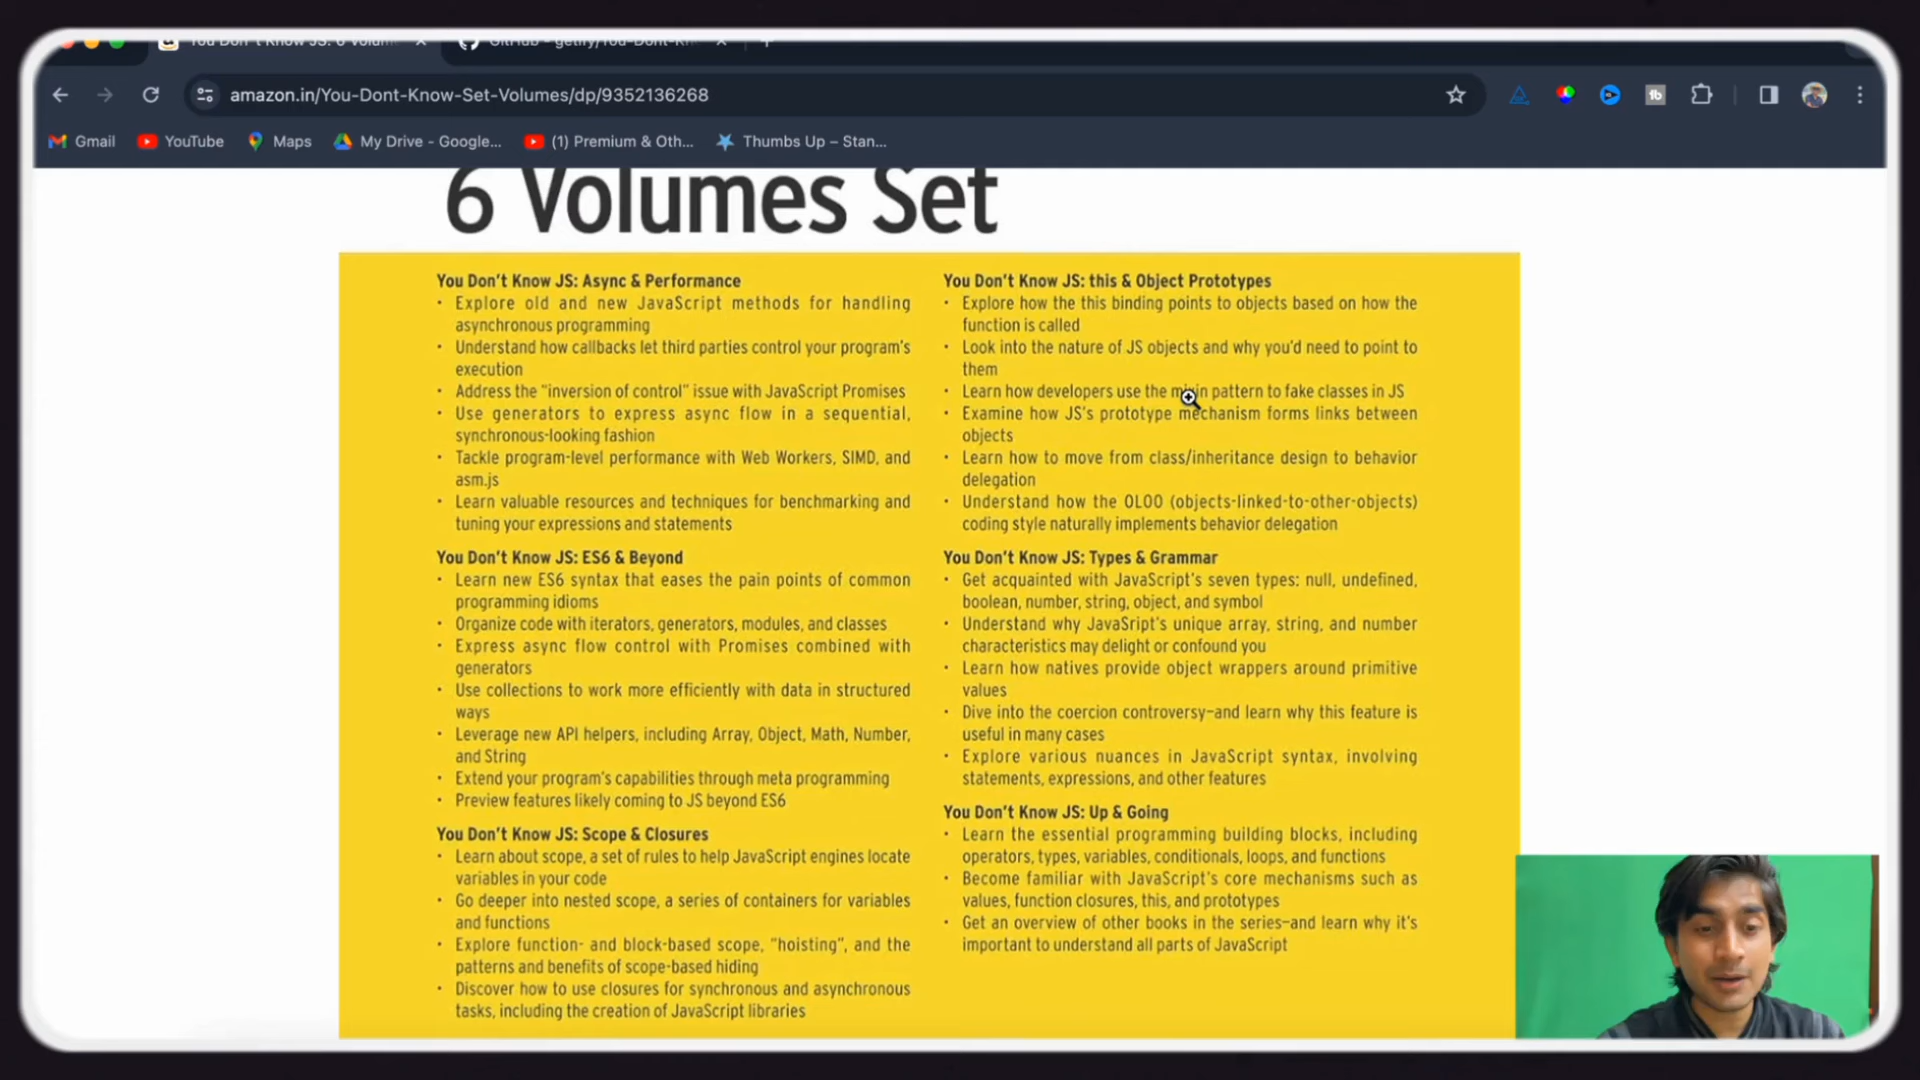 You Don't Know JS: 6 Volum
GitHub - getify/You-Dont-Kn
amazon.in/You-Dont-Know-Set-Volumes/dp/9352136268
Gmail
YouTube
Maps
My Drive - Google...
(1) Premium & Oth...
Thumbs Up – Stan...
6 Volumes Set
You Don't Know JS: Async & Performance
• Explore old and new JavaScript methods for handling
asynchronous programming
• Understand how callbacks let third parties control your program's
execution
• Address the "inversion of control" issue with JavaScript Promises
• Use generators to express async flow in a sequential,
synchronous-looking fashion
• Tackle program-level performance with Web Workers, SIMD, and
asm.js
• Learn valuable resources and techniques for benchmarking and
tuning your expressions and statements
You Don't Know JS: ES6 & Beyond
• Learn new ES6 syntax that eases the pain points of common
programming idioms
• Organize code with iterators, generators, modules, and classes
• Express async flow control with Promises combined with
generators
• Use collections to work more efficiently with data in structured
ways
• Leverage new API helpers, including Array, Object, Math, Number,
and String
• Extend your program's capabilities through meta programming
• Preview features likely coming to JS beyond ES6
You Don't Know JS: Scope & Closures
• Learn about scope, a set of rules to help JavaScript engines locate
variables in your code
• Go deeper into nested scope, a series of containers for variables
and functions
• Explore function- and block-based scope, "hoisting", and the
patterns and benefits of scope-based hiding
• Discover how to use closures for synchronous and asynchronous
tasks, including the creation of JavaScript libraries
You Don't Know JS: this & Object Prototypes
• Explore how the this binding points to objects based on how the
function is called
• Look into the nature of JS objects and why you'd need to point to
them
• Learn how developers use the mixin pattern to fake classes in JS
• Examine how JS's prototype mechanism forms links between
objects
• Learn how to move from class/inheritance design to behavior
delegation
• Understand how the OLOO (objects-linked-to-other-objects)
coding style naturally implements behavior delegation
You Don't Know JS: Types & Grammar
• Get acquainted with JavaScript's seven types: null, undefined,
boolean, number, string, object, and symbol
• Understand why JavaSript's unique array, string, and number
characteristics may delight or confound you
• Learn how natives provide object wrappers around primitive
values
• Dive into the coercion controversy—and learn why this feature is
useful in many cases
• Explore various nuances in JavaScript syntax, involving
statements, expressions, and other features
You Don't Know JS: Up & Going
• Learn the essential programming building blocks, including
operators, types, variables, conditionals, loops, and functions
• Become familiar with JavaScript's core mechanisms such as
values, function closures, this, and prototypes
• Get an overview of other books in the series—and learn why it's
important to understand all parts of JavaScript